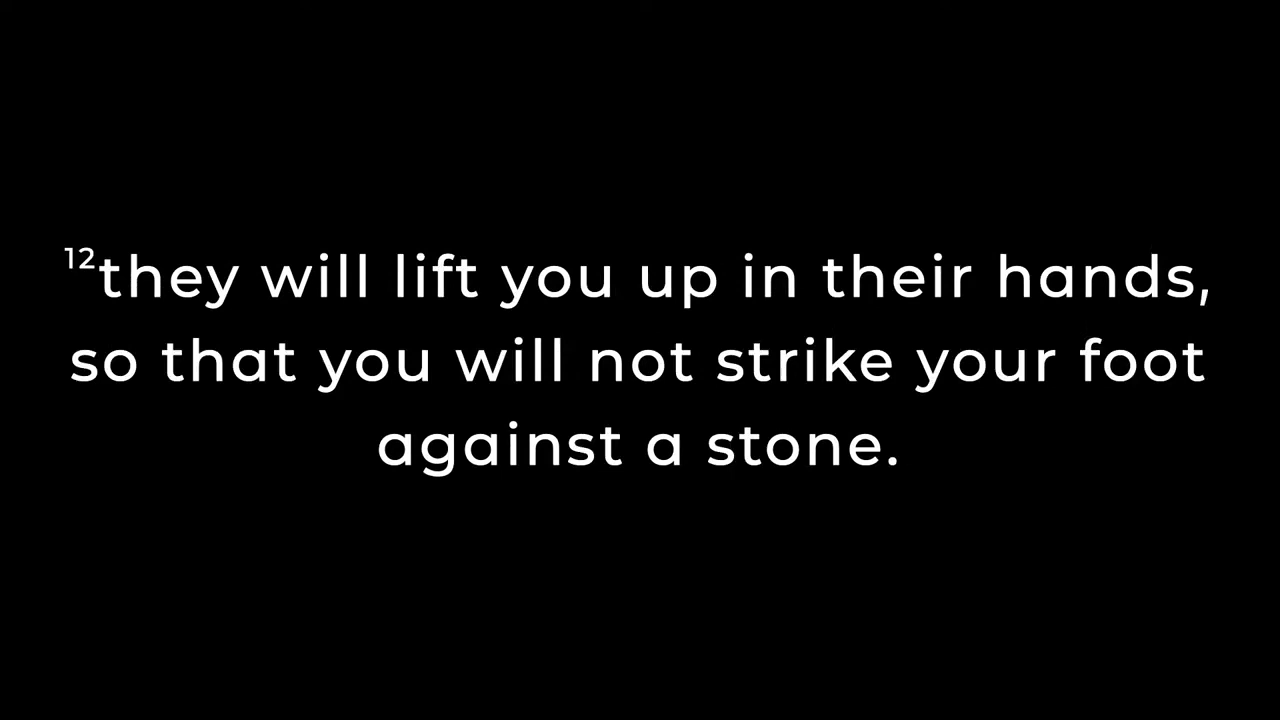 12they will lift you up in their hands,
so that you will not strike your foot
against a stone.